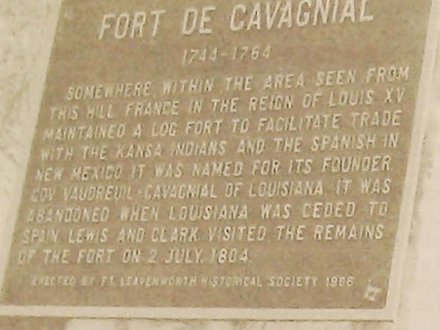 FORT DE CAVAGNIAL
1744-1764
SOMEWHERE WITHIN THE AREA SEEN FROM
THIS HILL FRANCE IN THE REIGN OF LOUIS XV
MAINTAINED A LOG FORT TO FACILITATE TRADE
WITH THE KANSA INDIANS AND THE SPANISH IN
NEW MEXICO IT WAS NAMED FOR ITS FOUNDER
GOV VAUDREUIL-CAVAGNIAL OF LOUISIANA. IT WAS
ABANDONED WHEN LOUISIANA WAS CEDED TO
SPAIN. LEWIS AND CLARK VISITED THE REMAINS
OF THE FORT ON 2 JULY, 1804.
ERECTED BY FT. LEAVENWORTH HISTORICAL SOCIETY 1966